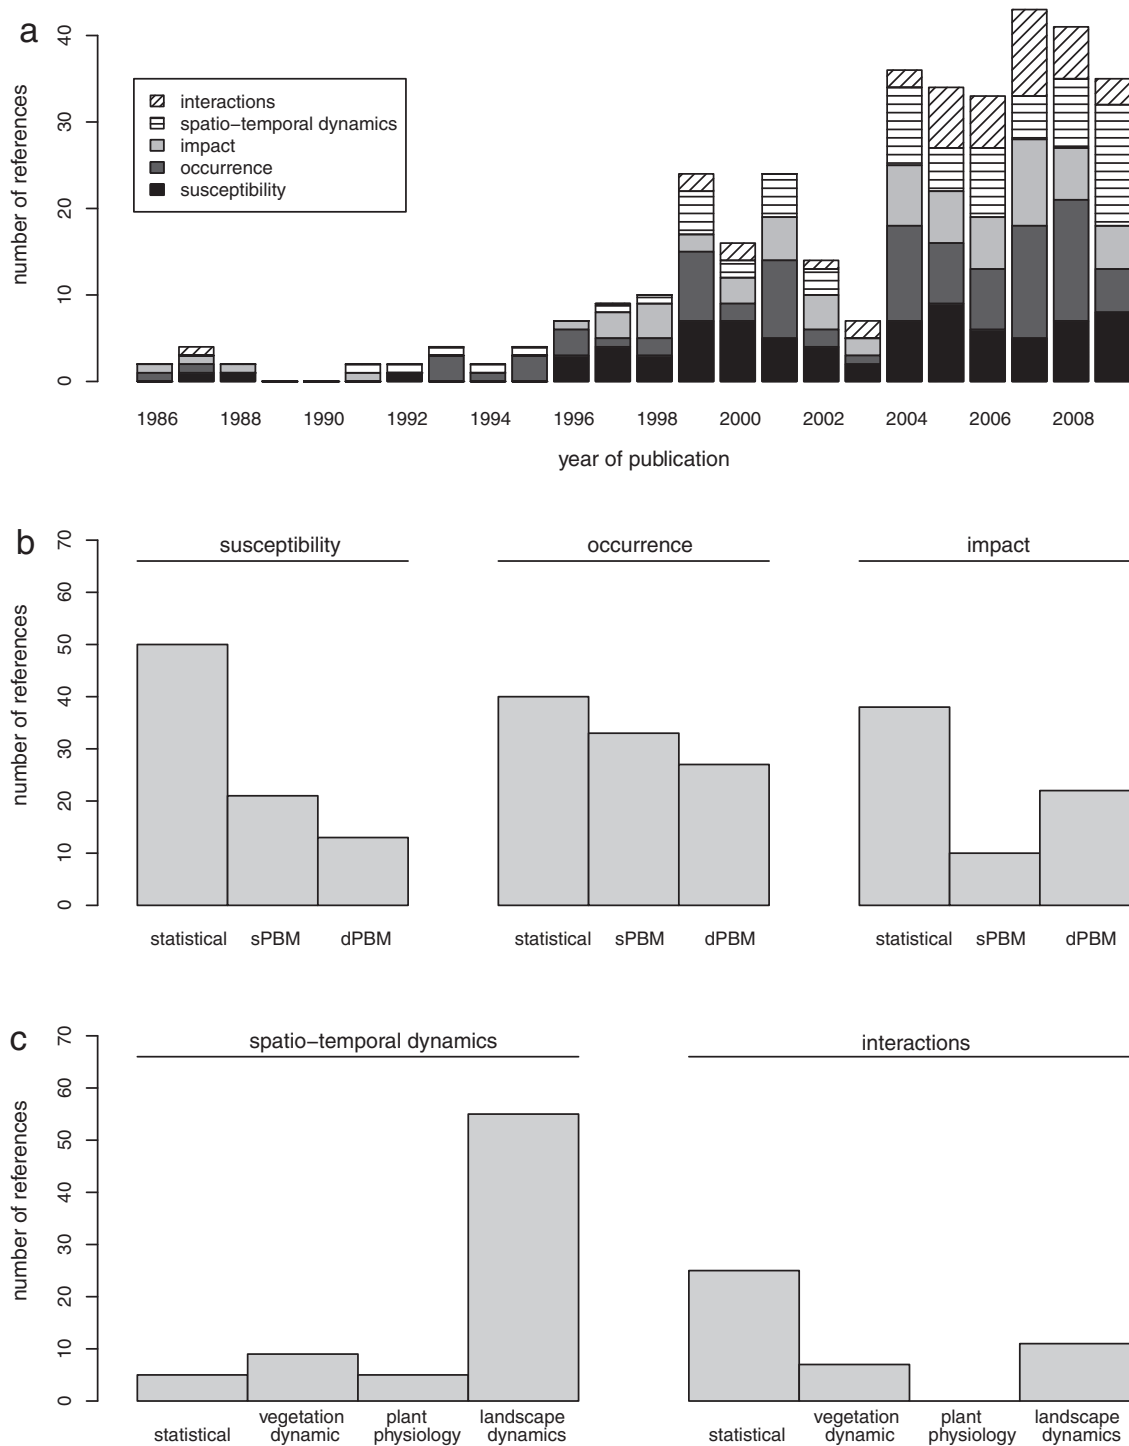 a
number of references
40
30
20
10
0
interactions
spatio−temporal dynamics
impact
occurrence
susceptibility
1986 1988 1990 1992 1994 1996 1998 2000 2002 2004 2006 2008
year of publication
b
number of references
70
60
50
40
30
20
10
0
susceptibility occurrence impact
statistical sPBM dPBM statistical sPBM dPBM statistical sPBM dPBM
c
number of references
70
60
50
40
30
20
10
0
spatio−temporal dynamics interactions
statistical vegetation dynamic plant physiology landscape dynamics
statistical vegetation dynamic plant physiology landscape dynamics